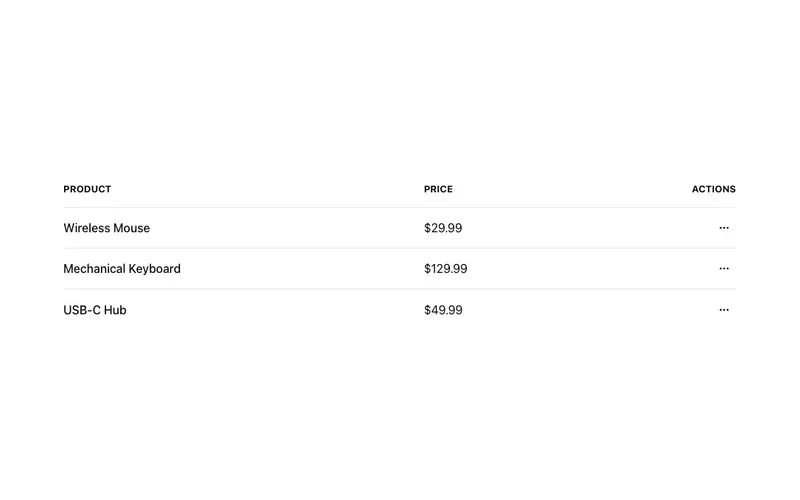 PRODUCT PRICE ACTIONS
Wireless Mouse $29.99 ···
Mechanical Keyboard $129.99 ···
USB-C Hub $49.99 ···